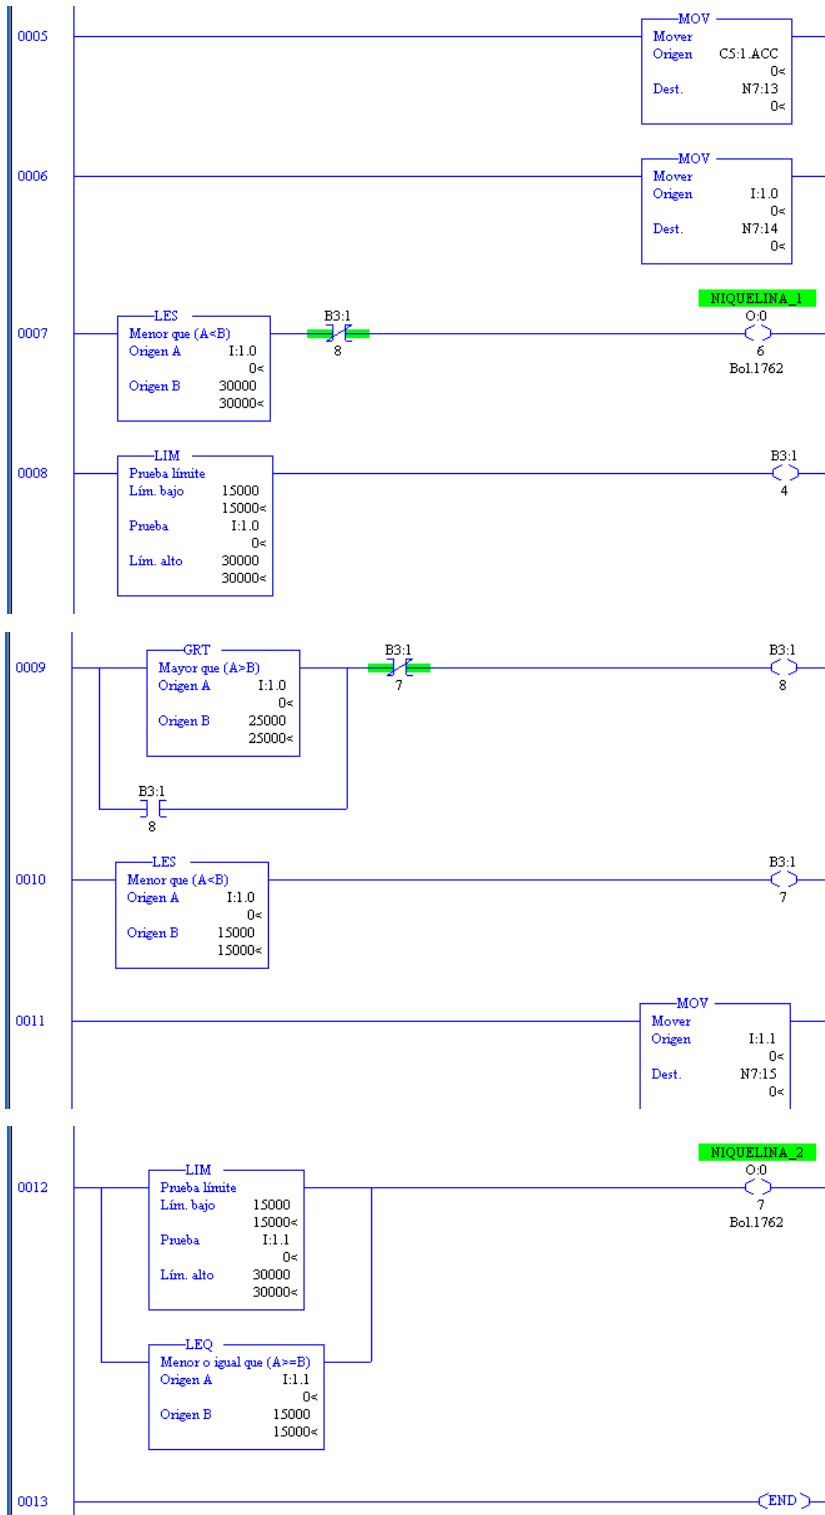 MOV
0005
Mover
Origen C5:1.ACC
0<
Dest. N7:13
0<
MOV
0006
Mover
Origen I:1.0
0<
Dest. N7:14
0<
NIQUELINA_1
LES B3:1 O:0
0007
Menor que (A<B)
Origen A I:1.0 8 6
0< Bol.1762
Origen B 30000
30000<
LIM B3:1
0008
Prueba límite
Lím. bajo 15000 4
15000<
Prueba I:1.0
0<
Lím. alto 30000
30000<
GRT B3:1 B3:1
0009
Mayor que (A>B)
Origen A I:1.0 7 8
0<
Origen B 25000
25000<
B3:1
8
LES B3:1
0010
Menor que (A<B)
Origen A I:1.0 7
0<
Origen B 15000
15000<
MOV
0011
Mover
Origen I:1.1
0<
Dest. N7:15
0<
NIQUELINA_2
LIM O:0
0012
Prueba límite
Lím. bajo 15000 7
15000< Bol.1762
Prueba I:1.1
0<
Lím. alto 30000
30000<
LEQ
Menor o igual que (A>=B)
Origen A I:1.1
0<
Origen B 15000
15000<
0013 END